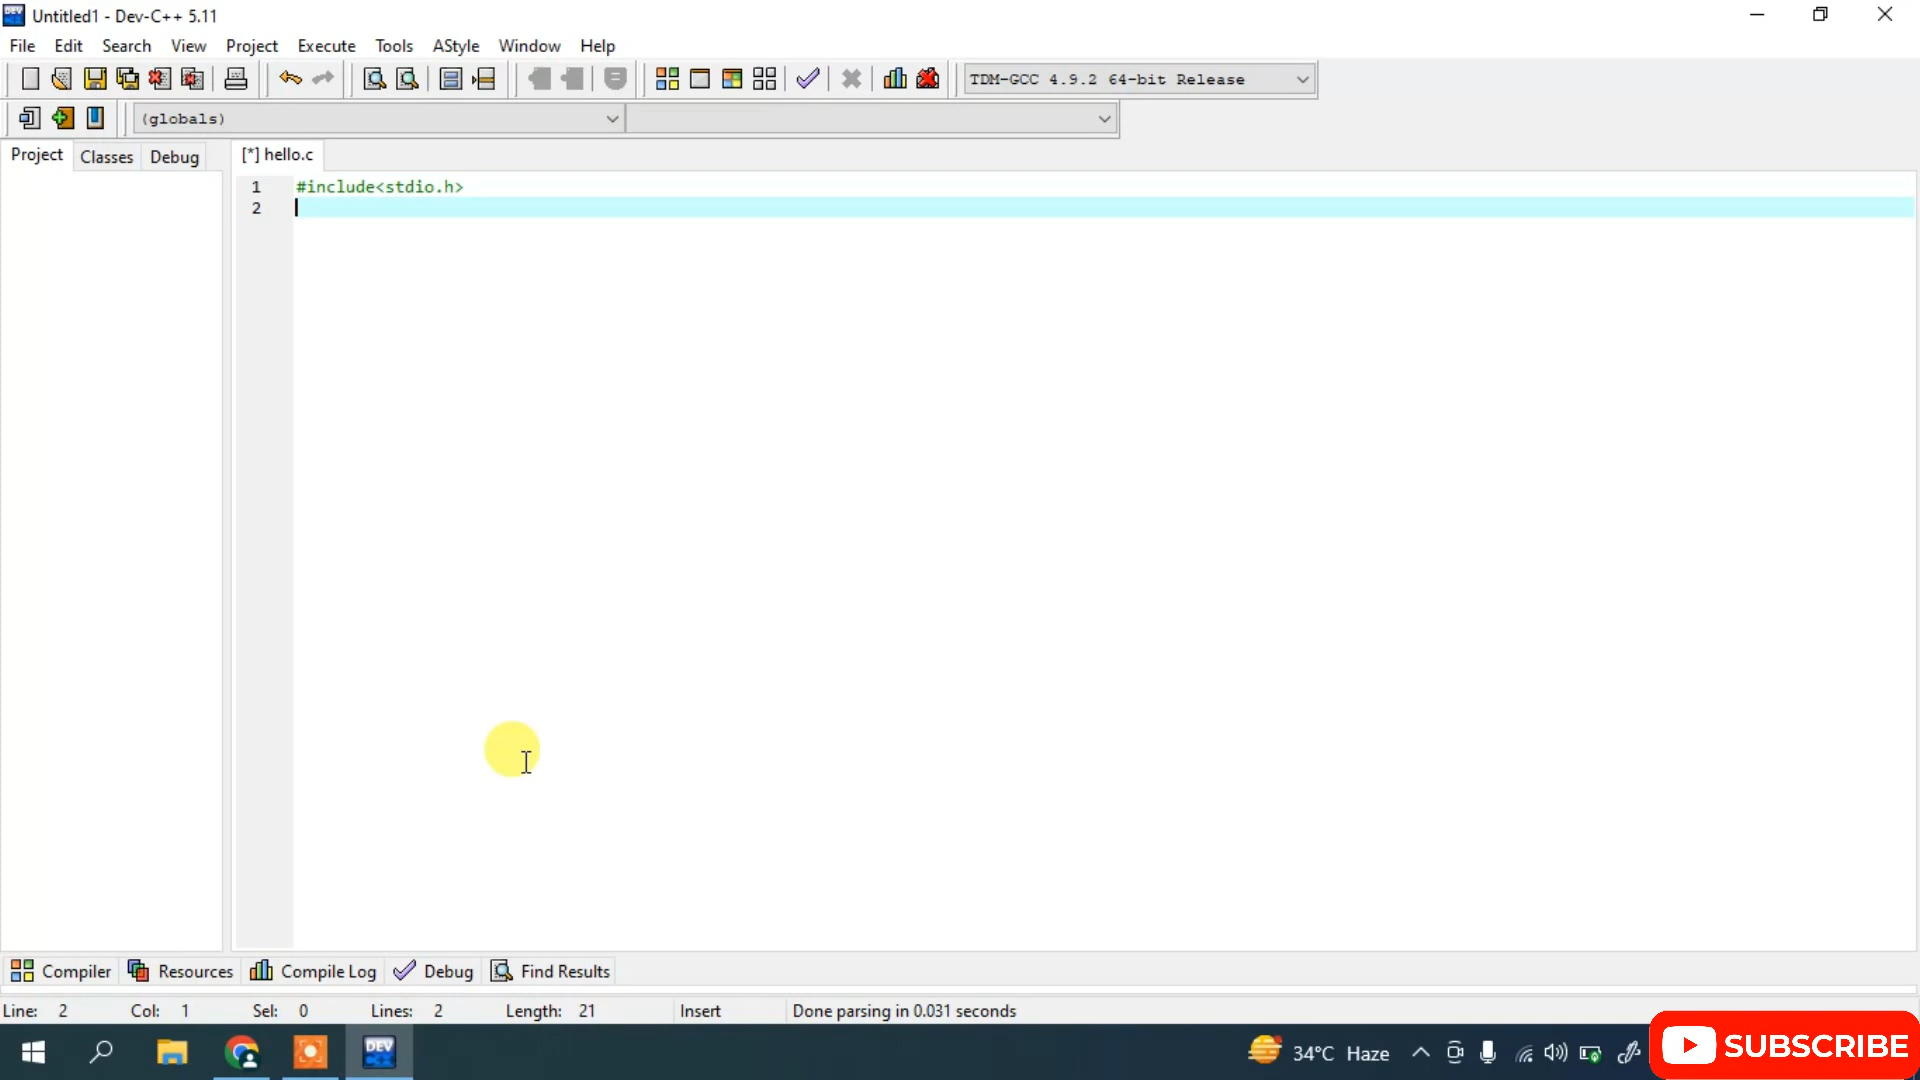 Untitled1 - Dev-C++ 5.11
File Edit Search View Project Execute Tools AStyle Window Help
TDM-GCC 4.9.2 64-bit Release
(globals)
Project Classes Debug [*] hello.c
1 #include<stdio.h>
2
Compiler Resources Compile Log Debug Find Results
Line: 2 Col: 1 Sel: 0 Lines: 2 Length: 21 Insert Done parsing in 0.031 seconds
DEV
34°C Haze
SUBSCRIBE